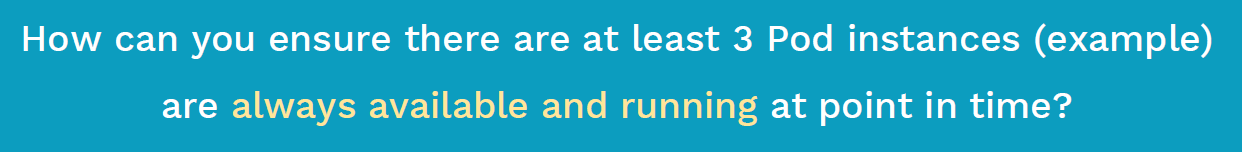 How can you ensure there are at least 3 Pod instances (example)
are always available and running at point in time?